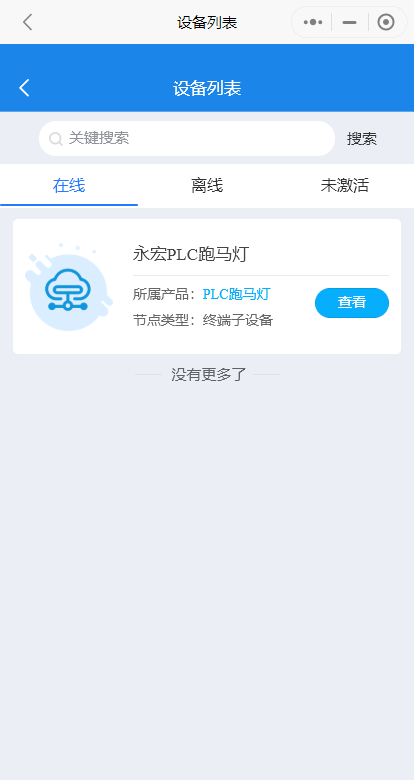 设备列表
设备列表
关键搜索 搜索
在线 离线 未激活
永宏PLC跑马灯
所属产品：PLC跑马灯
查看
节点类型：终端子设备
没有更多了